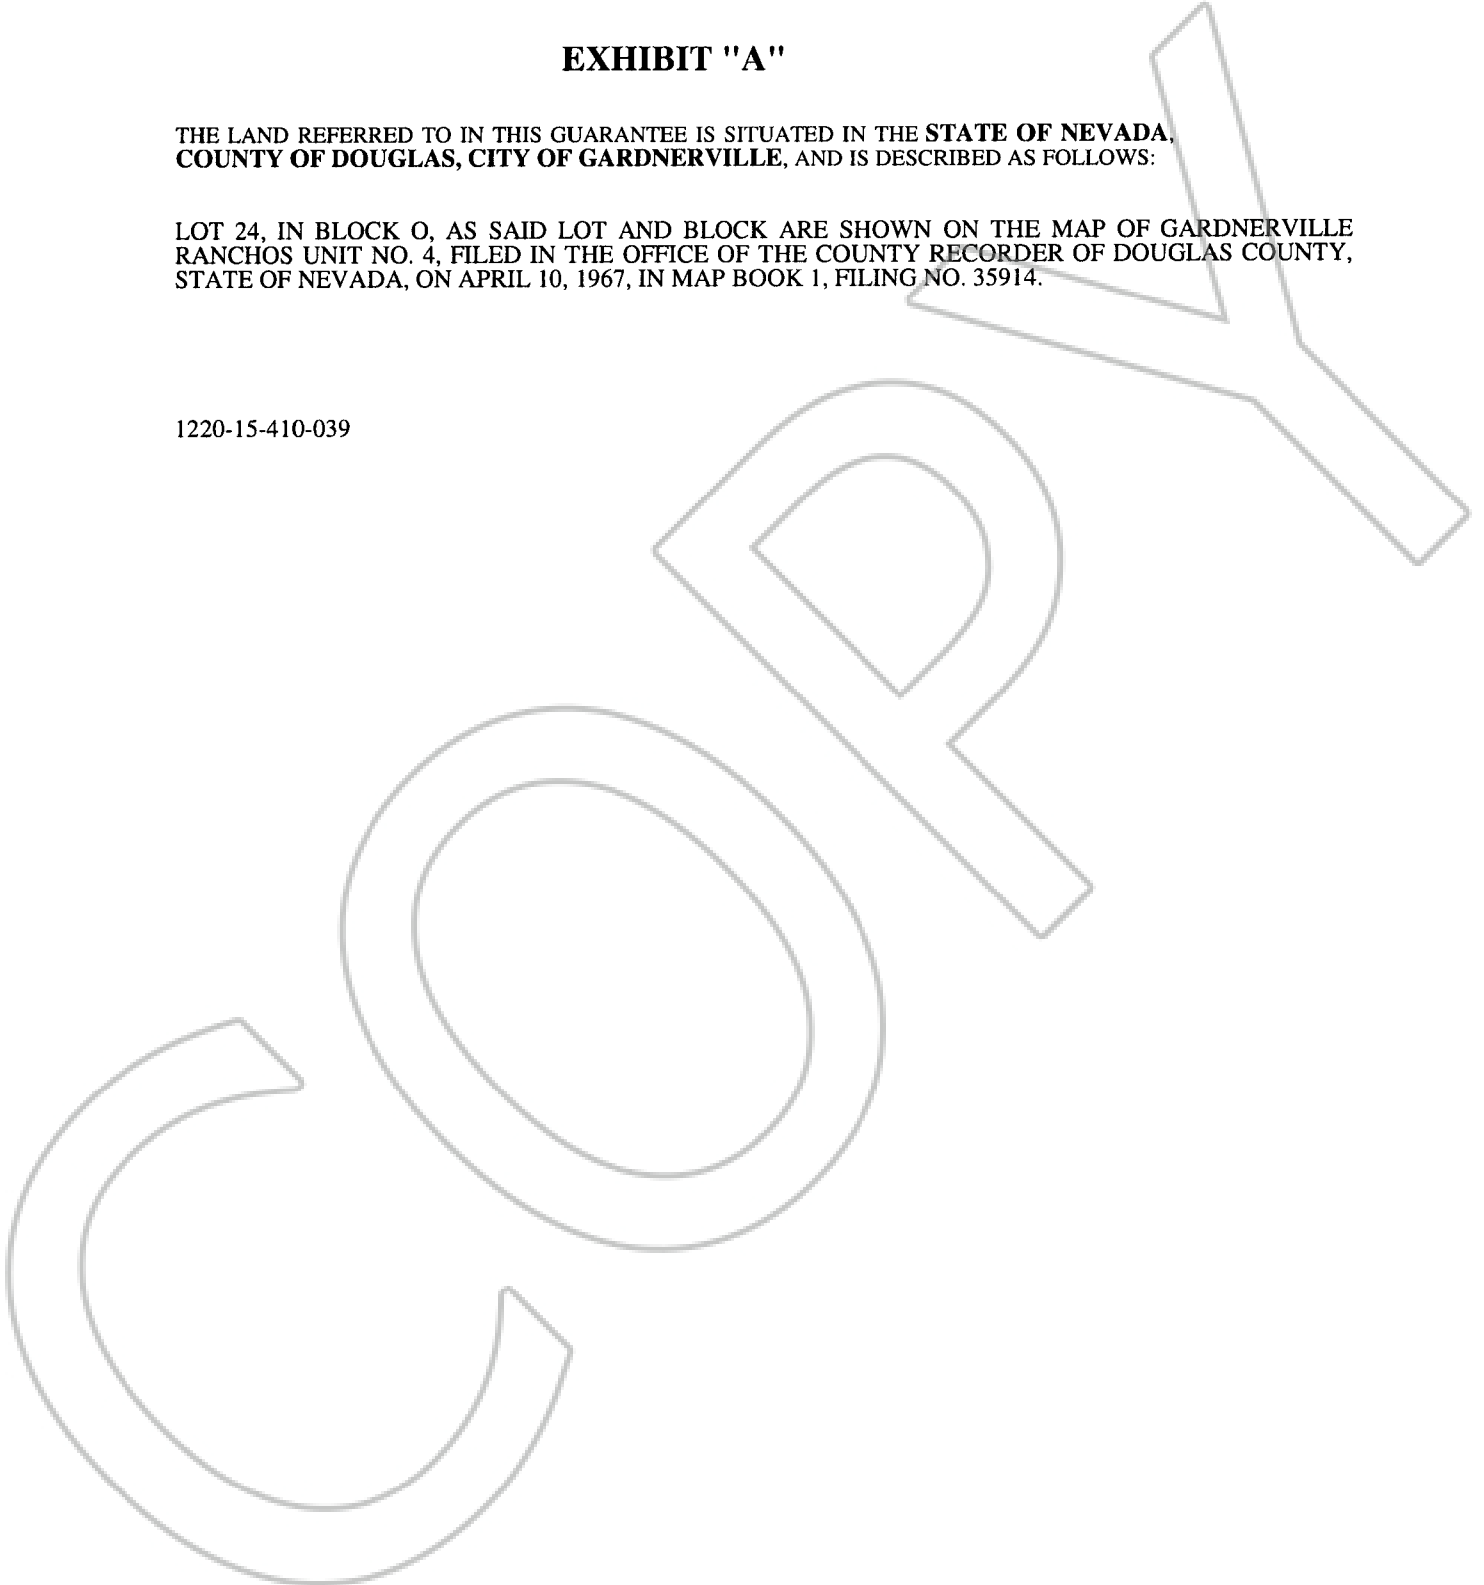 EXHIBIT "A"
THE LAND REFERRED TO IN THIS GUARANTEE IS SITUATED IN THE STATE OF NEVADA,
COUNTY OF DOUGLAS, CITY OF GARDNERVILLE, AND IS DESCRIBED AS FOLLOWS:
LOT 24, IN BLOCK O, AS SAID LOT AND BLOCK ARE SHOWN ON THE MAP OF GARDNERVILLE
RANCHOS UNIT NO. 4, FILED IN THE OFFICE OF THE COUNTY RECORDER OF DOUGLAS COUNTY,
STATE OF NEVADA, ON APRIL 10, 1967, IN MAP BOOK 1, FILING NO. 35914.
1220-15-410-039
COPY